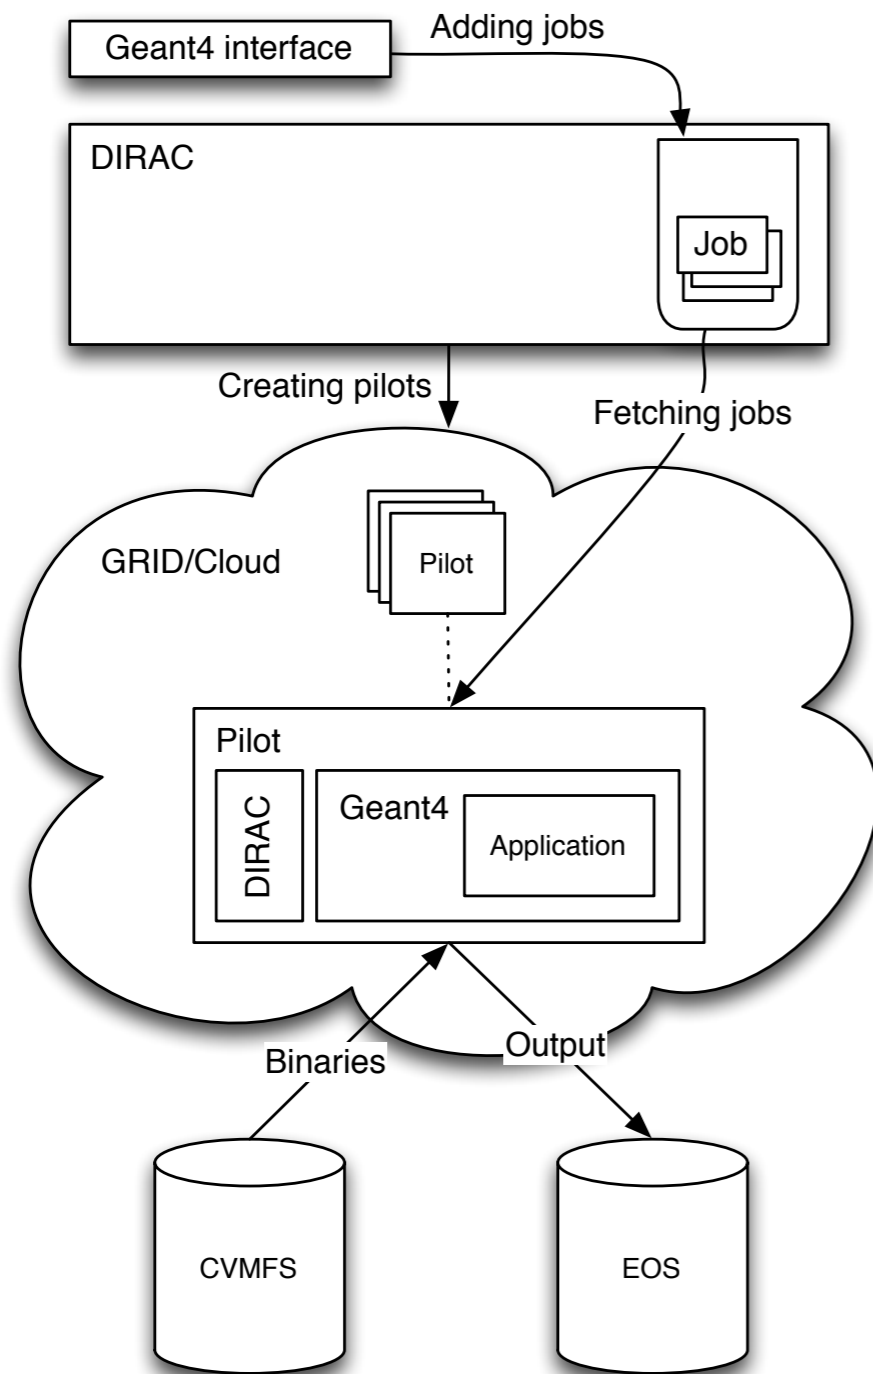 Geant4 interface
Adding jobs
DIRAC
Job
Creating pilots
Fetching jobs
GRID/Cloud
Pilot
Pilot
DIRAC
Geant4
Application
Binaries
Output
CVMFS
EOS